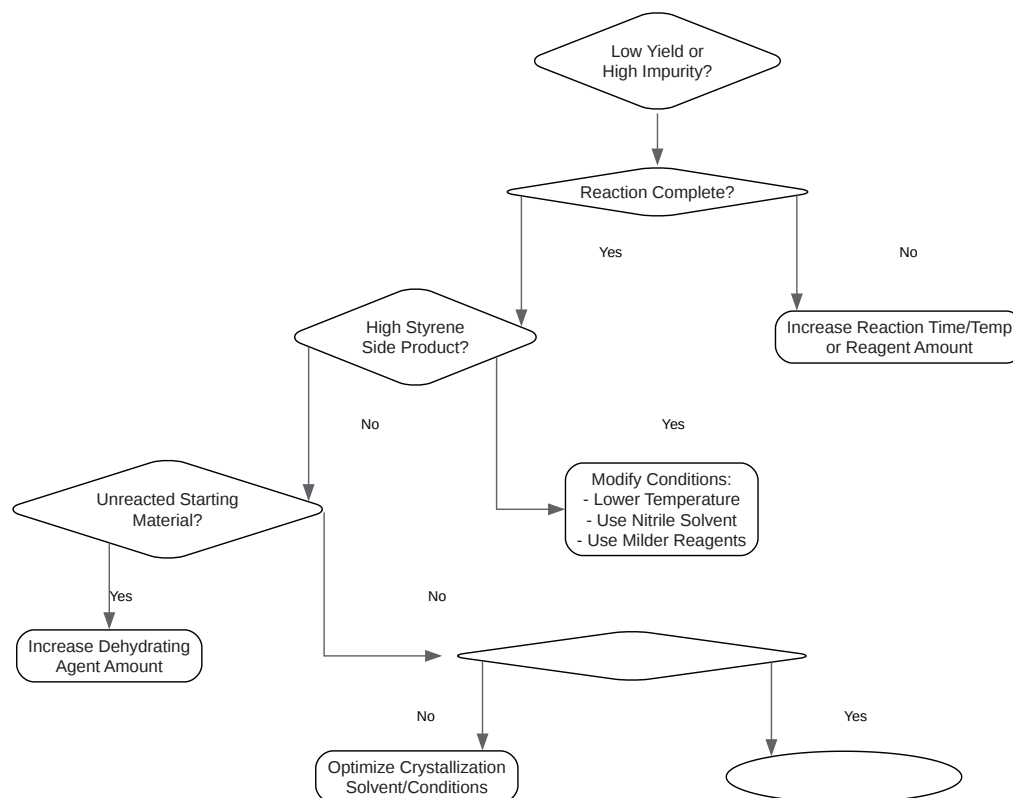 Low Yield or
High Impurity?
Reaction Complete?
Yes
No
High Styrene
Side Product?
Increase Reaction Time/Temp
or Reagent Amount
No
Yes
Unreacted Starting
Material?
Modify Conditions:
- Lower Temperature
- Use Nitrile Solvent
- Use Milder Reagents
Yes
No
Increase Dehydrating
Agent Amount
No
Yes
Optimize Crystallization
Solvent/Conditions